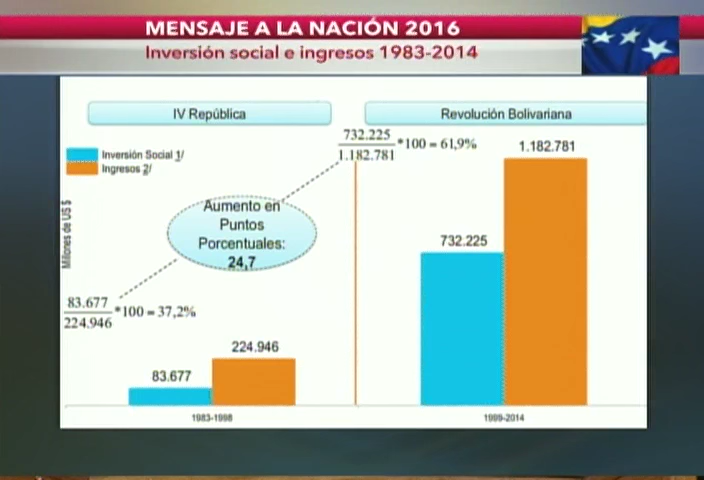 MENSAJE A LA NACIÓN 2016
Inversión social e ingresos 1983-2014
IV República
Revolución Bolivariana
Inversión Social 1/
Ingresos 2/
732.225
1.182.781
*100 = 61,9%
1.182.781
Aumento en
Puntos
Porcentuales:
24,7
Millones de US $
732.225
83.677
224.946
*100 = 37,2%
224.946
83.677
1983-1998
1999-2014